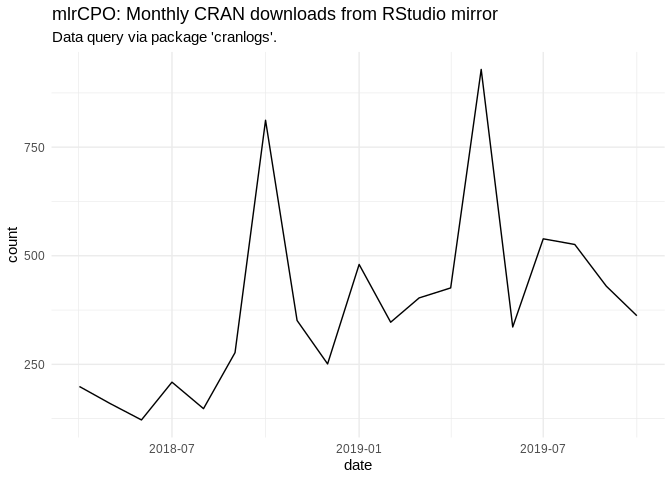 mlrCPO: Monthly CRAN downloads from RStudio mirror
Data query via package 'cranlogs'.
750
500
250
count
2018-07
2019-01
2019-07
date